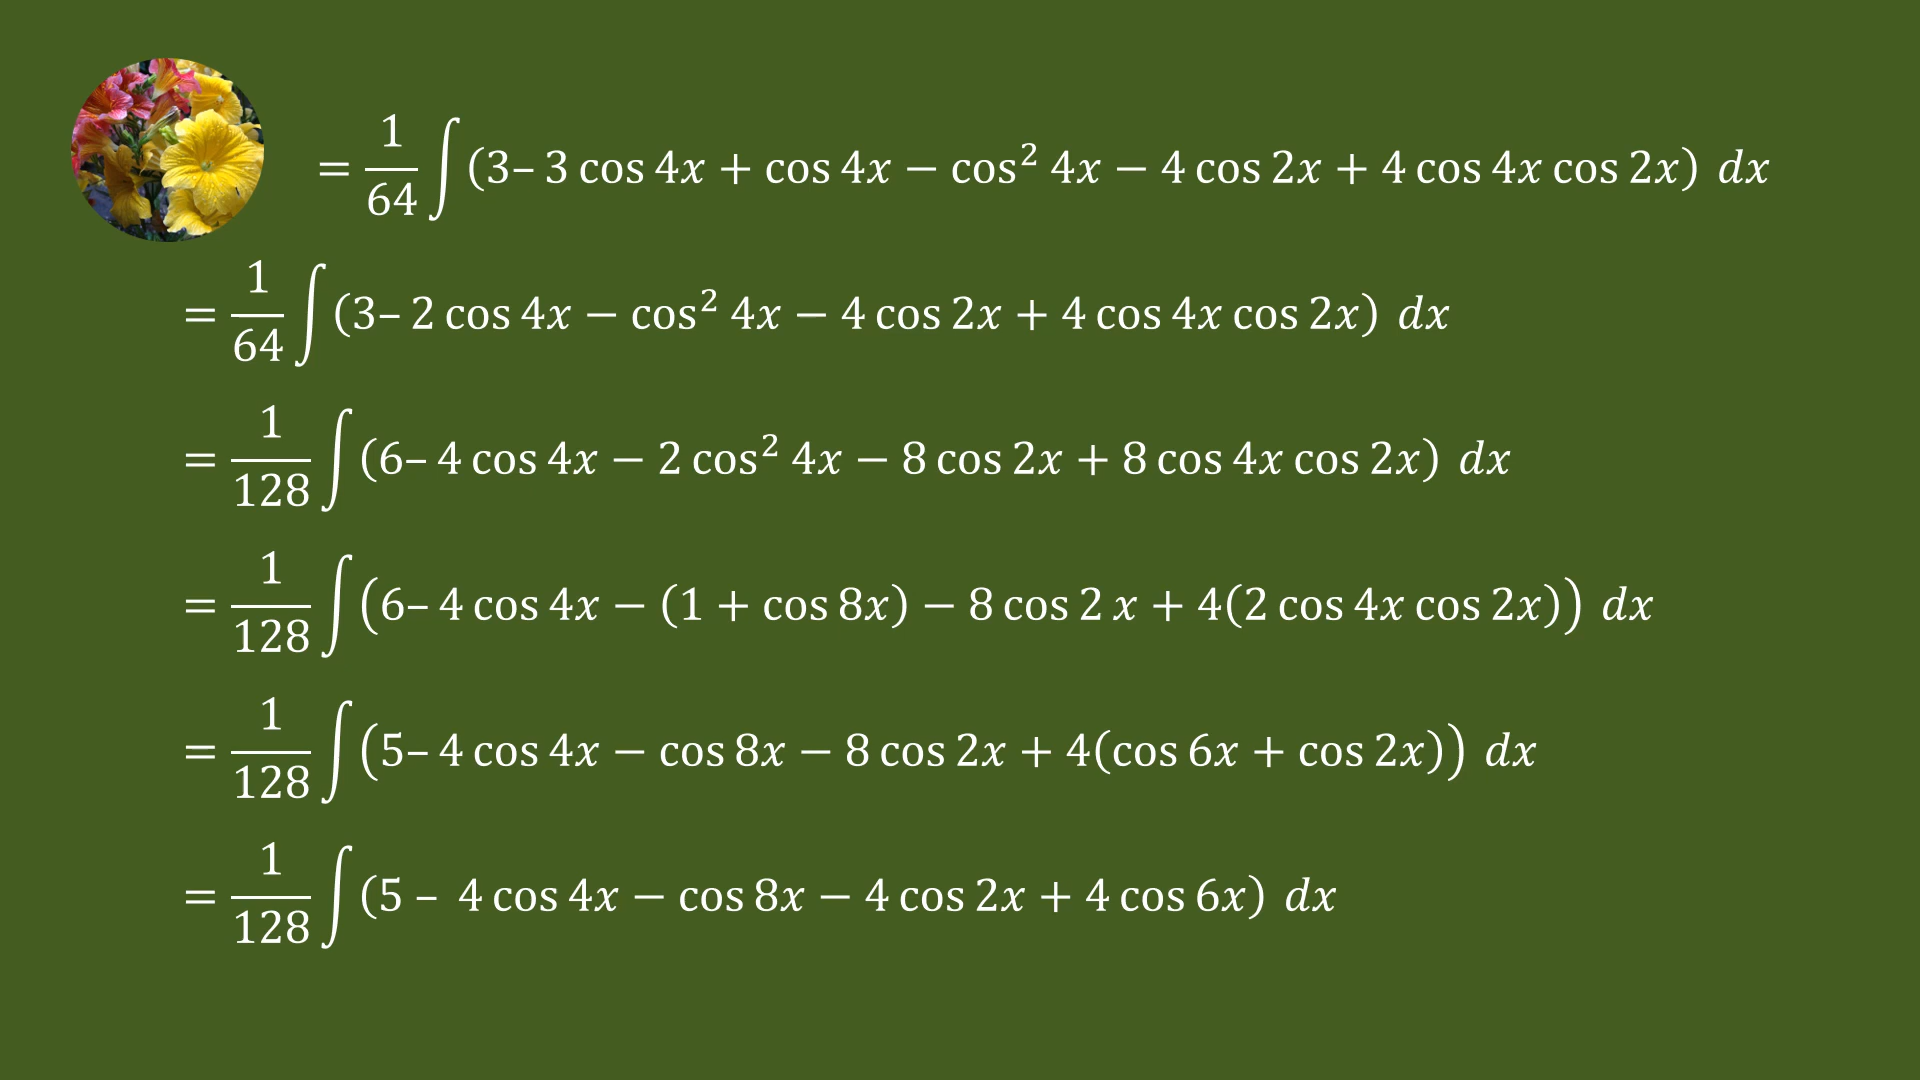 = 1/64 ∫ (3– 3 cos 4x + cos 4x − cos² 4x − 4 cos 2x + 4 cos 4x cos 2x) dx
= 1/64 ∫ (3– 2 cos 4x − cos² 4x − 4 cos 2x + 4 cos 4x cos 2x) dx
= 1/128 ∫ (6– 4 cos 4x − 2 cos² 4x − 8 cos 2x + 8 cos 4x cos 2x) dx
= 1/128 ∫ (6– 4 cos 4x − (1 + cos 8x) − 8 cos 2 x + 4(2 cos 4x cos 2x)) dx
= 1/128 ∫ (5– 4 cos 4x − cos 8x − 8 cos 2x + 4(cos 6x + cos 2x)) dx
= 1/128 ∫ (5 – 4 cos 4x − cos 8x − 4 cos 2x + 4 cos 6x) dx